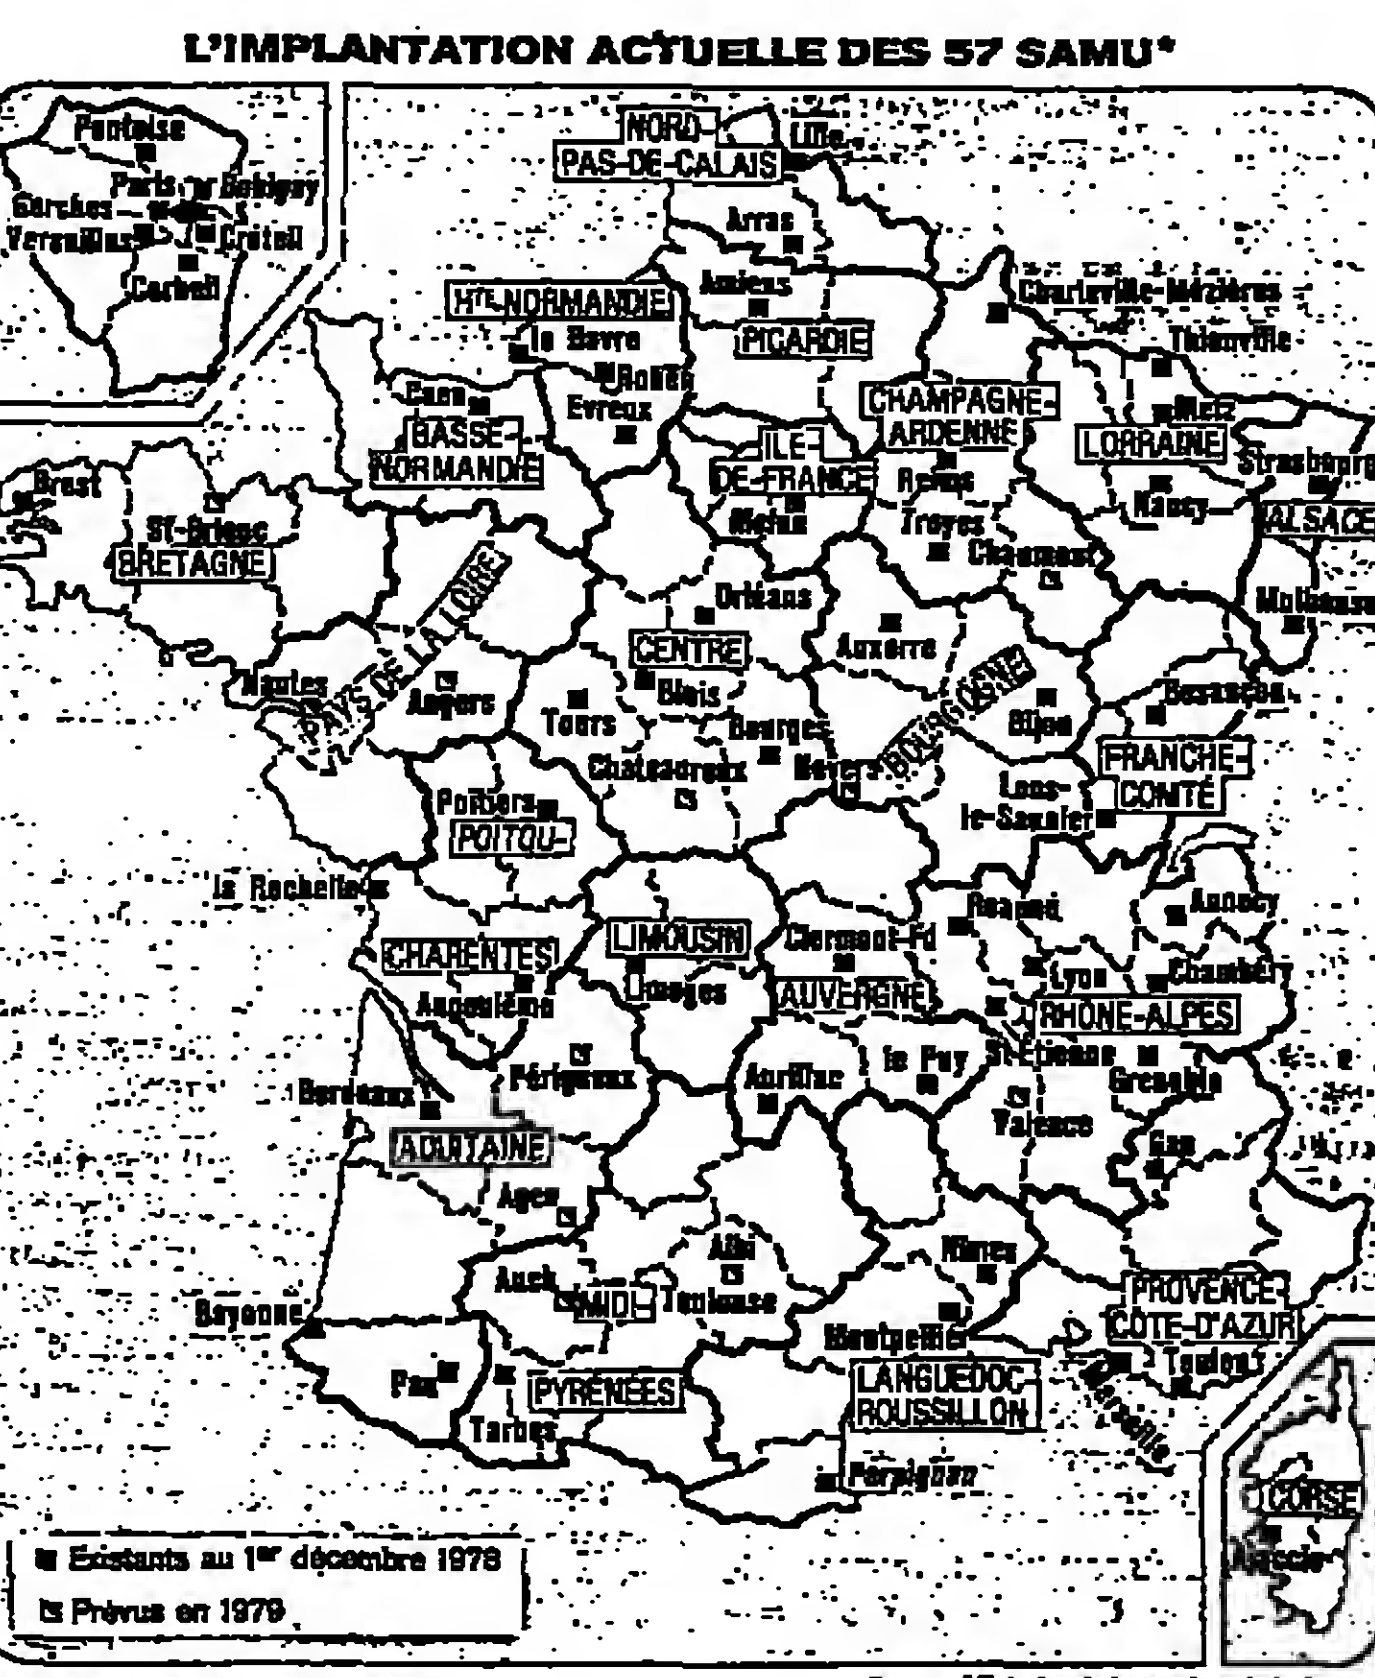 L'IMPLANTATION ACTUELLE DES 57 SAMU*
Pontoise
Paris
Bobigny
Garches
Versailles
Créteil
Corbeil
NORD-
PAS-DE-CALAIS
Lille
Arras
Amiens
PICARDIE
Hte-NORMANDIE
le Havre
Rouen
Evreux
Caen
BASSE-
NORMANDIE
Charleville-Mézières
Thionville
CHAMPAGNE-
ARDENNE
Metz
LORRAINE
ILE-
DE-FRANCE
Melun
Reims
Nancy
Strasbourg
ALSACE
Brest
St-Brieuc
BRETAGNE
Troyes
Chaumont
Mulhouse
PAYS DE LA LOIRE
Orléans
CENTRE
Auxerre
BOURGOGNE
Nantes
Angers
Tours
Blois
Bourges
Dijon
Besançon
FRANCHE-
COMTÉ
Chateauroux
Nevers
Lons-
le-Saunier
Poitiers
POITOU-
la Rochelle
CHARENTES
Angoulême
LIMOUSIN
Limoges
Clermont-Fd
AUVERGNE
Roanne
Annecy
Lyon
Chambéry
RHÔNE-ALPES
St-Etienne
Grenoble
Périgueux
Aurillac
le Puy
Valence
Gap
Bordeaux
AQUITAINE
Agen
Albi
Nîmes
Auch
MIDI-
Toulouse
Bayonne
Pau
Tarbes
PYRÉNÉES
Montpellier
LANGUEDOC-
ROUSSILLON
PROVENCE-
CÔTE-D'AZUR
Toulon
Marseille
Perpignan
CORSE
Ajaccio
Existants au 1er décembre 1978
Prévus en 1979